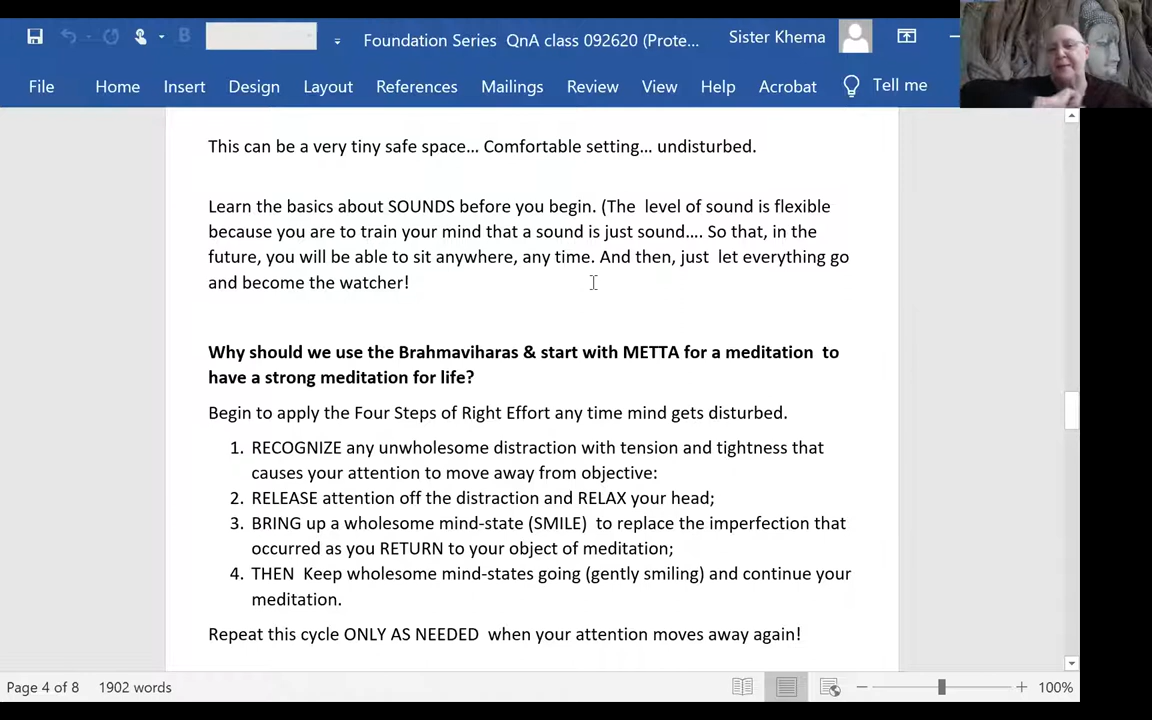 Foundation Series QnA class 092620 (Prote...
Sister Khema
File Home Insert Design Layout References Mailings Review View Help Acrobat Tell me
This can be a very tiny safe space... Comfortable setting... undisturbed.
Learn the basics about SOUNDS before you begin. (The level of sound is flexible
because you are to train your mind that a sound is just sound.... So that, in the
future, you will be able to sit anywhere, any time. And then, just let everything go
and become the watcher!
Why should we use the Brahmaviharas & start with METTA for a meditation to
have a strong meditation for life?
Begin to apply the Four Steps of Right Effort any time mind gets disturbed.
1. RECOGNIZE any unwholesome distraction with tension and tightness that
causes your attention to move away from objective:
2. RELEASE attention off the distraction and RELAX your head;
3. BRING up a wholesome mind-state (SMILE) to replace the imperfection that
occurred as you RETURN to your object of meditation;
4. THEN Keep wholesome mind-states going (gently smiling) and continue your
meditation.
Repeat this cycle ONLY AS NEEDED when your attention moves away again!
Page 4 of 8 1902 words 100%